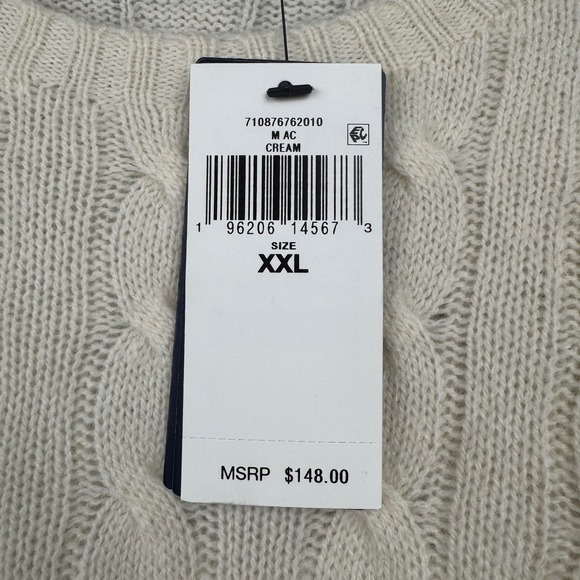 710876762010
M AC
CREAM
1 96206 14567 3
SIZE
XXL
MSRP $148.00